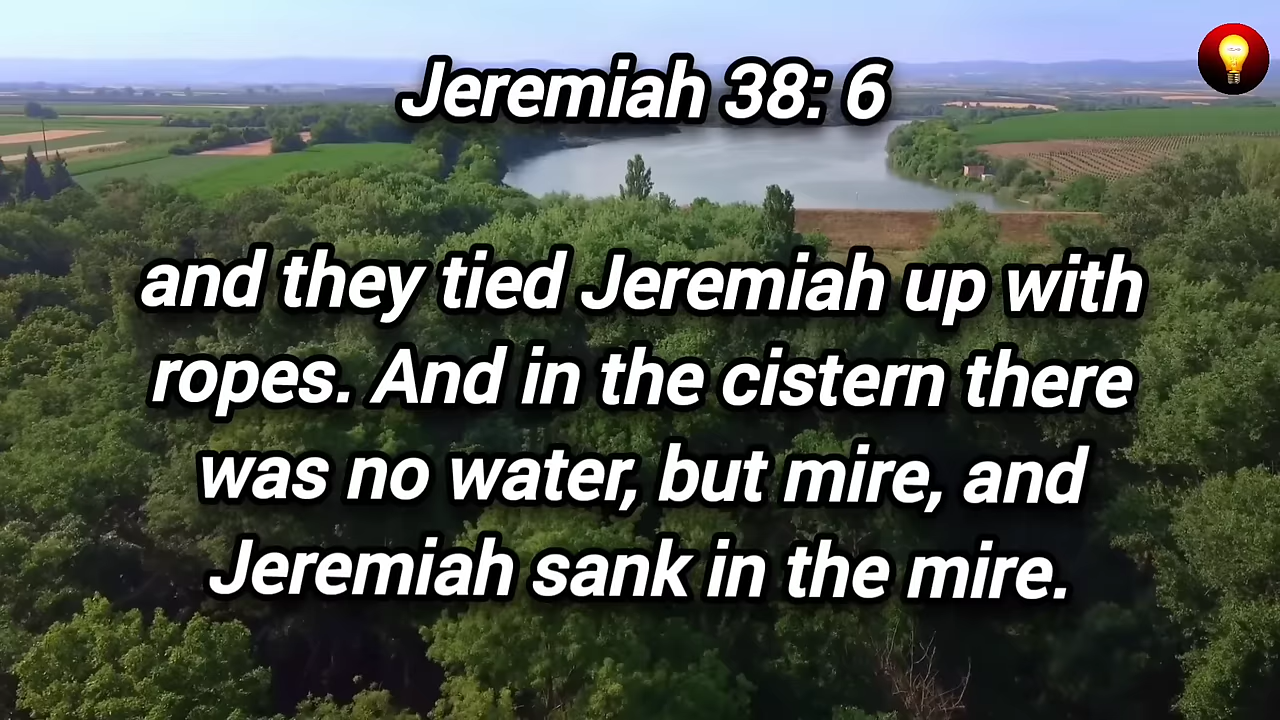 Jeremiah 38: 6
and they tied Jeremiah up with
ropes. And in the cistern there
was no water, but mire, and
Jeremiah sank in the mire.